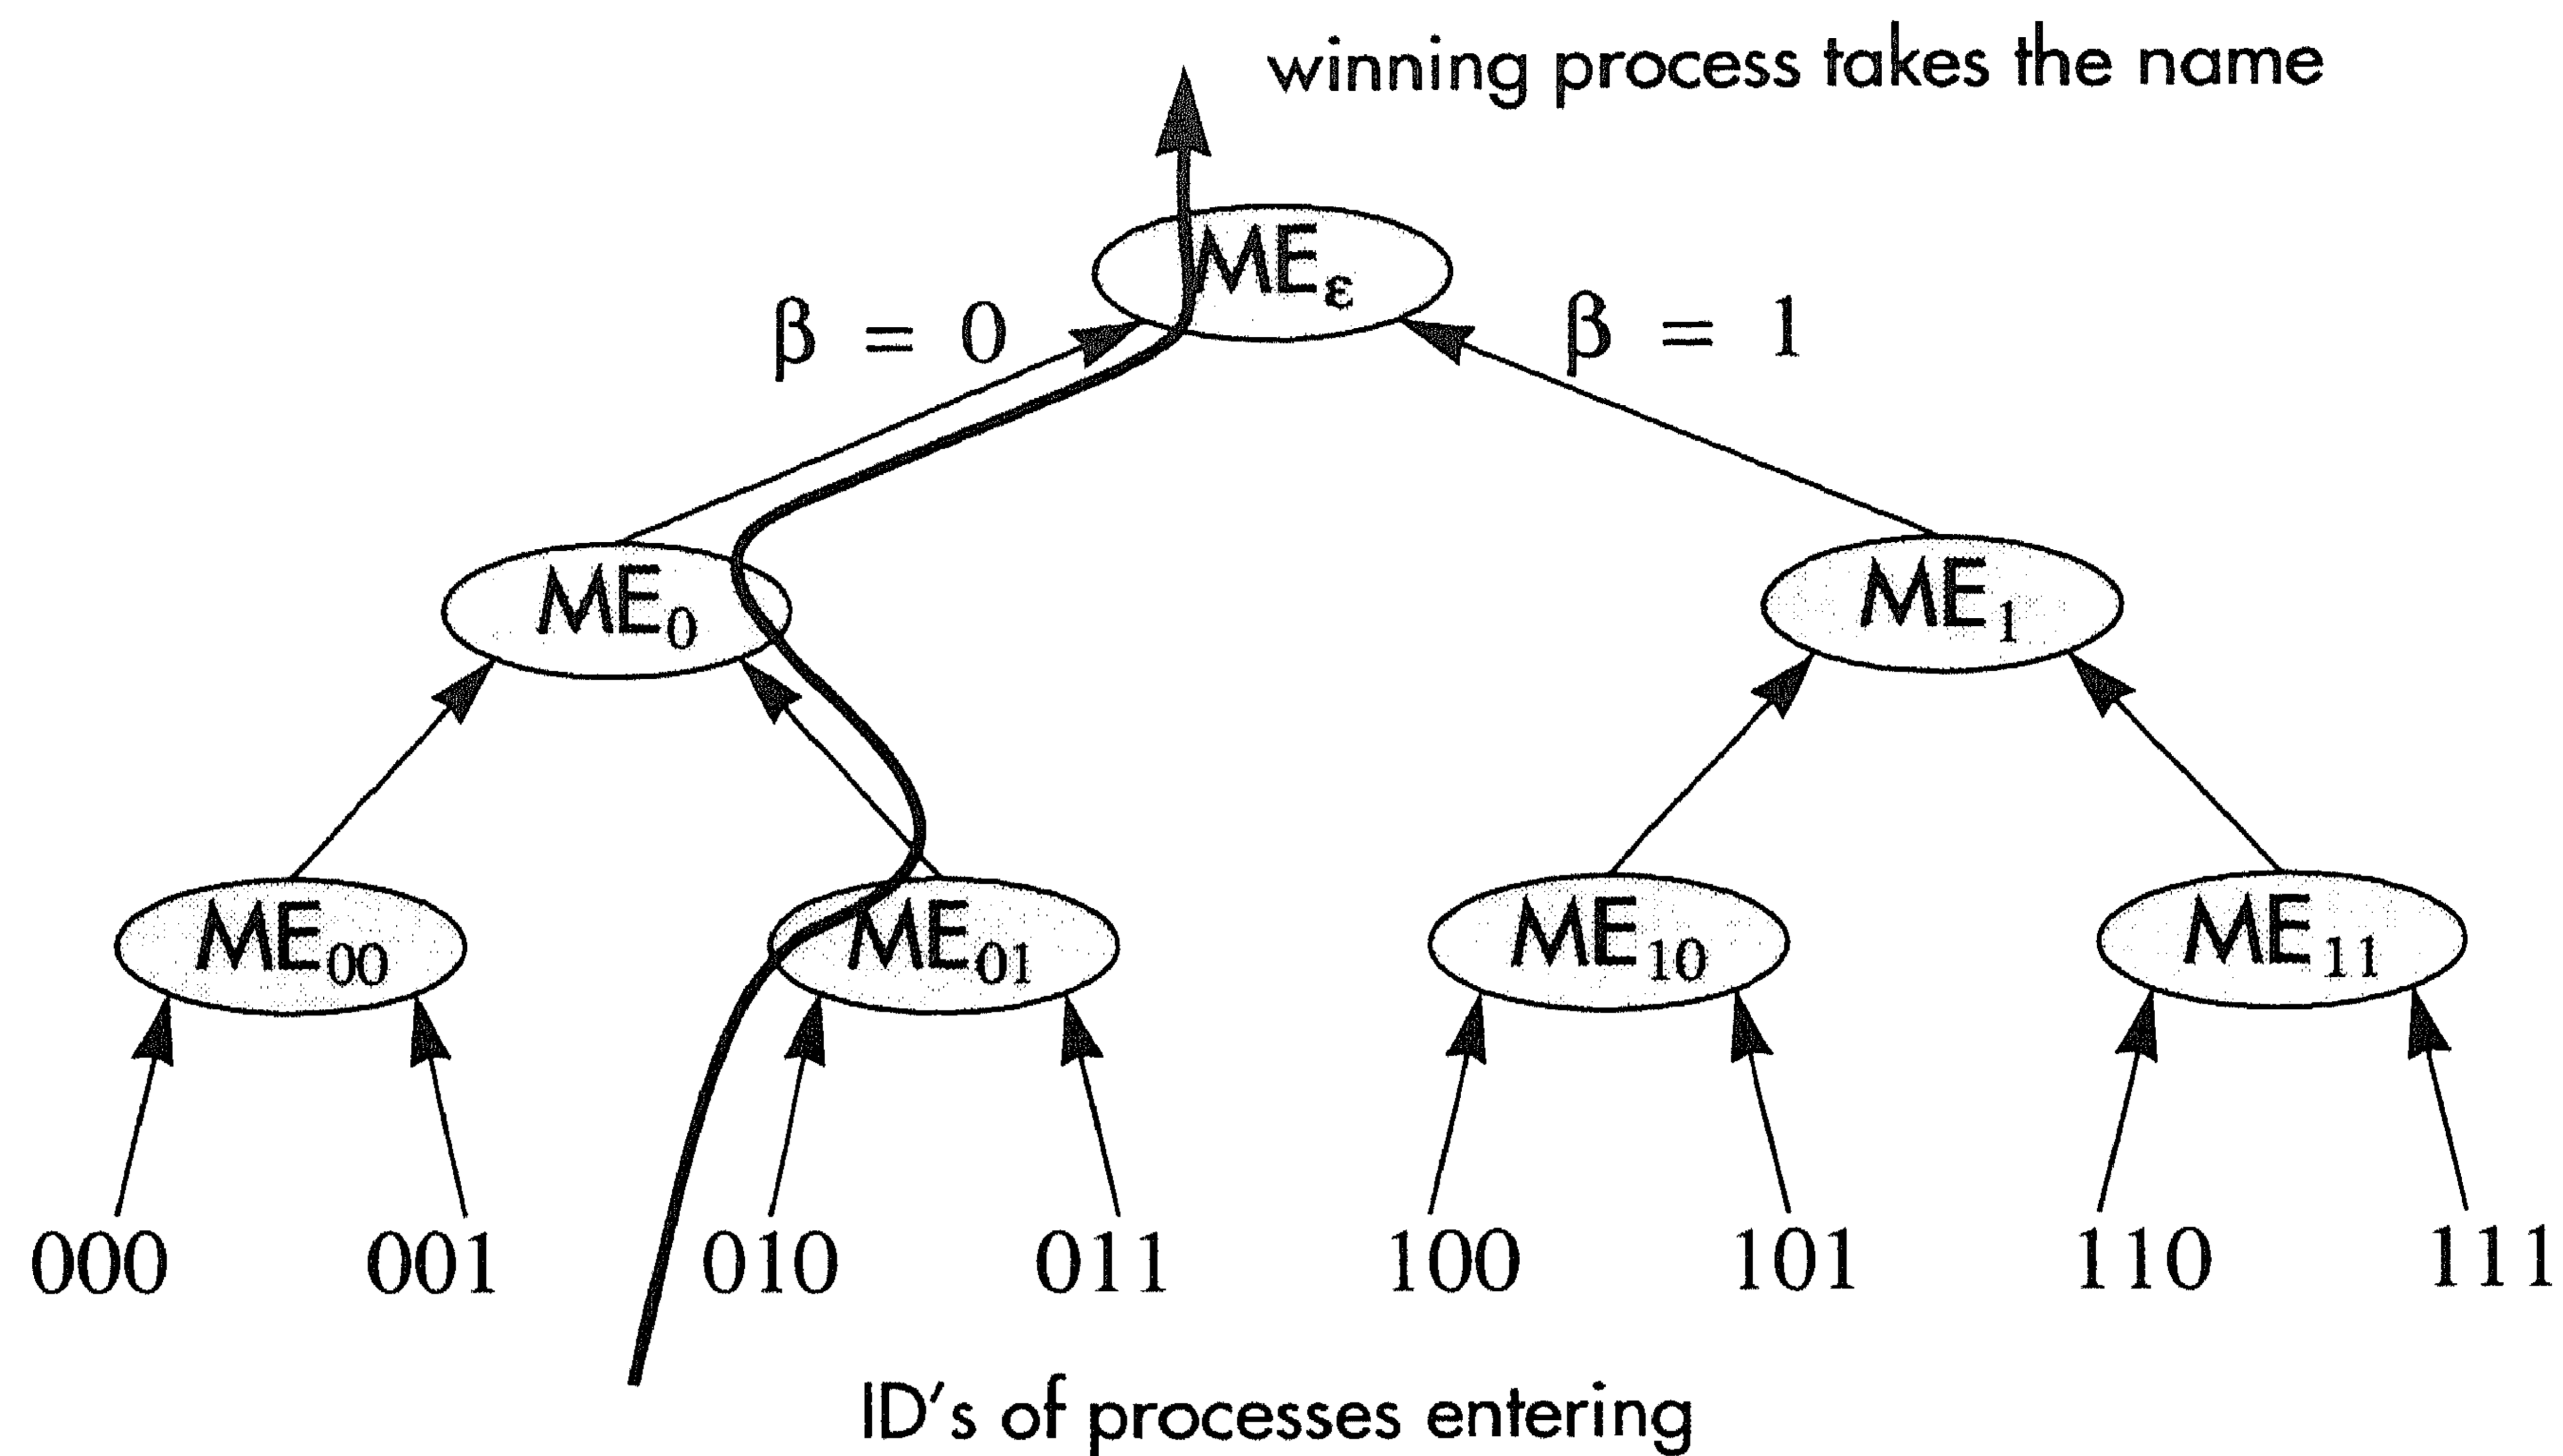 winning process takes the name
MEε
β = 0
β = 1
ME0
ME1
ME00
ME01
ME10
ME11
000 001 010 011 100 101 110 111
ID's of processes entering